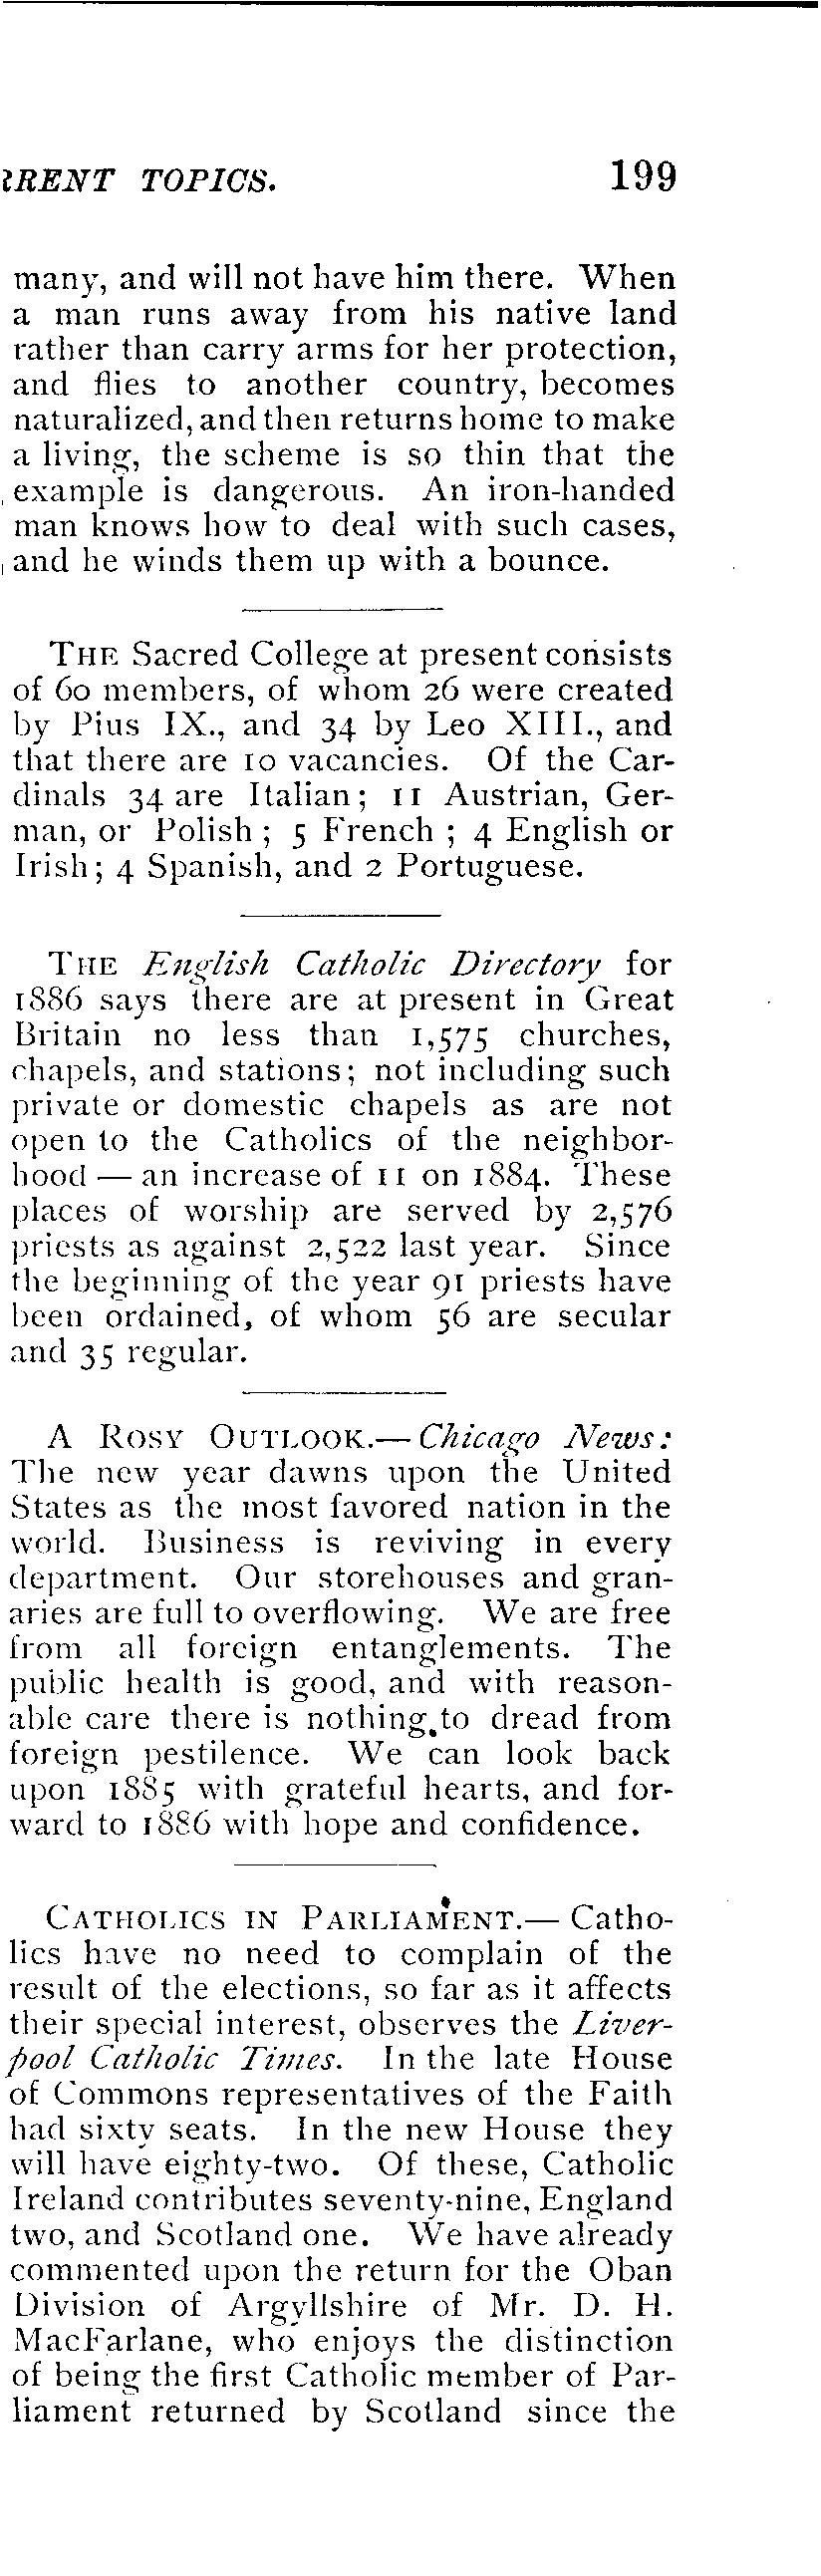 RRENT TOPICS. 199
many, and will not have him there. When
a man runs away from his native land
rather than carry arms for her protection,
and flies to another country, becomes
naturalized, and then returns home to make
a living, the scheme is so thin that the
example is dangerous. An iron-handed
man knows how to deal with such cases,
and he winds them up with a bounce.
THE Sacred College at present consists
of 60 members, of whom 26 were created
by Pius IX., and 34 by Leo XIII., and
that there are 10 vacancies. Of the Car-
dinals 34 are Italian; 11 Austrian, Ger-
man, or Polish; 5 French; 4 English or
Irish; 4 Spanish, and 2 Portuguese.
THE English Catholic Directory for
1886 says there are at present in Great
Britain no less than 1,575 churches,
chapels, and stations; not including such
private or domestic chapels as are not
open to the Catholics of the neighbor-
hood — an increase of 11 on 1884. These
places of worship are served by 2,576
priests as against 2,522 last year. Since
the beginning of the year 91 priests have
been ordained, of whom 56 are secular
and 35 regular.
A ROSY OUTLOOK.— Chicago News:
The new year dawns upon the United
States as the most favored nation in the
world. Business is reviving in every
department. Our storehouses and gran-
aries are full to overflowing. We are free
from all foreign entanglements. The
public health is good, and with reason-
able care there is nothing to dread from
foreign pestilence. We can look back
upon 1885 with grateful hearts, and for-
ward to 1886 with hope and confidence.
CATHOLICS IN PARLIAMENT.— Catho-
lics have no need to complain of the
result of the elections, so far as it affects
their special interest, observes the Liver-
pool Catholic Times. In the late House
of Commons representatives of the Faith
had sixty seats. In the new House they
will have eighty-two. Of these, Catholic
Ireland contributes seventy-nine, England
two, and Scotland one. We have already
commented upon the return for the Oban
Division of Argyllshire of Mr. D. H.
MacFarlane, who enjoys the distinction
of being the first Catholic member of Par-
liament returned by Scotland since the